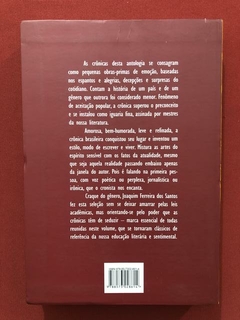 As crônicas desta antologia se consagram
como pequenas obras-primas de emoção, baseadas
nos espantos e alegrias, decepções e surpresas do
cotidiano. Contam a história de um país e de um
gênero que outrora foi considerado menor. Fenômeno
de aceitação popular, a crônica superou o preconceito
e se instalou como iguaria fina, assinada por mestres
da nossa literatura.
Amorosa, bem-humorada, leve e refinada, a
crônica brasileira conquistou seu lugar e inventou um
estilo, modo de escrever e viver. Mistura as artes do
espírito sensível com os fatos da atualidade, mesmo
que seja aquela realidade passando embaixo apenas
da janela do autor. Pois é falando na primeira pes-
soa, com voz poética ou perplexa, jornalística ou
irônica, que o cronista nos encanta.
Craque do gênero, Joaquim Ferreira dos Santos
fez esta seleção sem se deixar amarrar pelas leis
acadêmicas, mas orientando-se pelo poder que as
crônicas têm de seduzir – marca essencial de todas
reunidas neste volume, que se tornaram clássicos de
referência da nossa educação literária e sentimental.